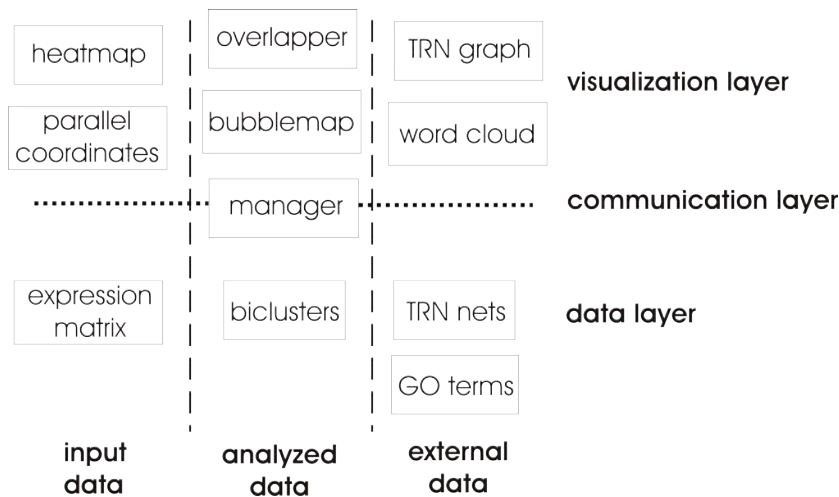 heatmap
overlapper
TRN graph
visualization layer
parallel
coordinates
bubblemap
word cloud
manager
communication layer
expression
matrix
biclusters
TRN nets
data layer
GO terms
input
data
analyzed
data
external
data